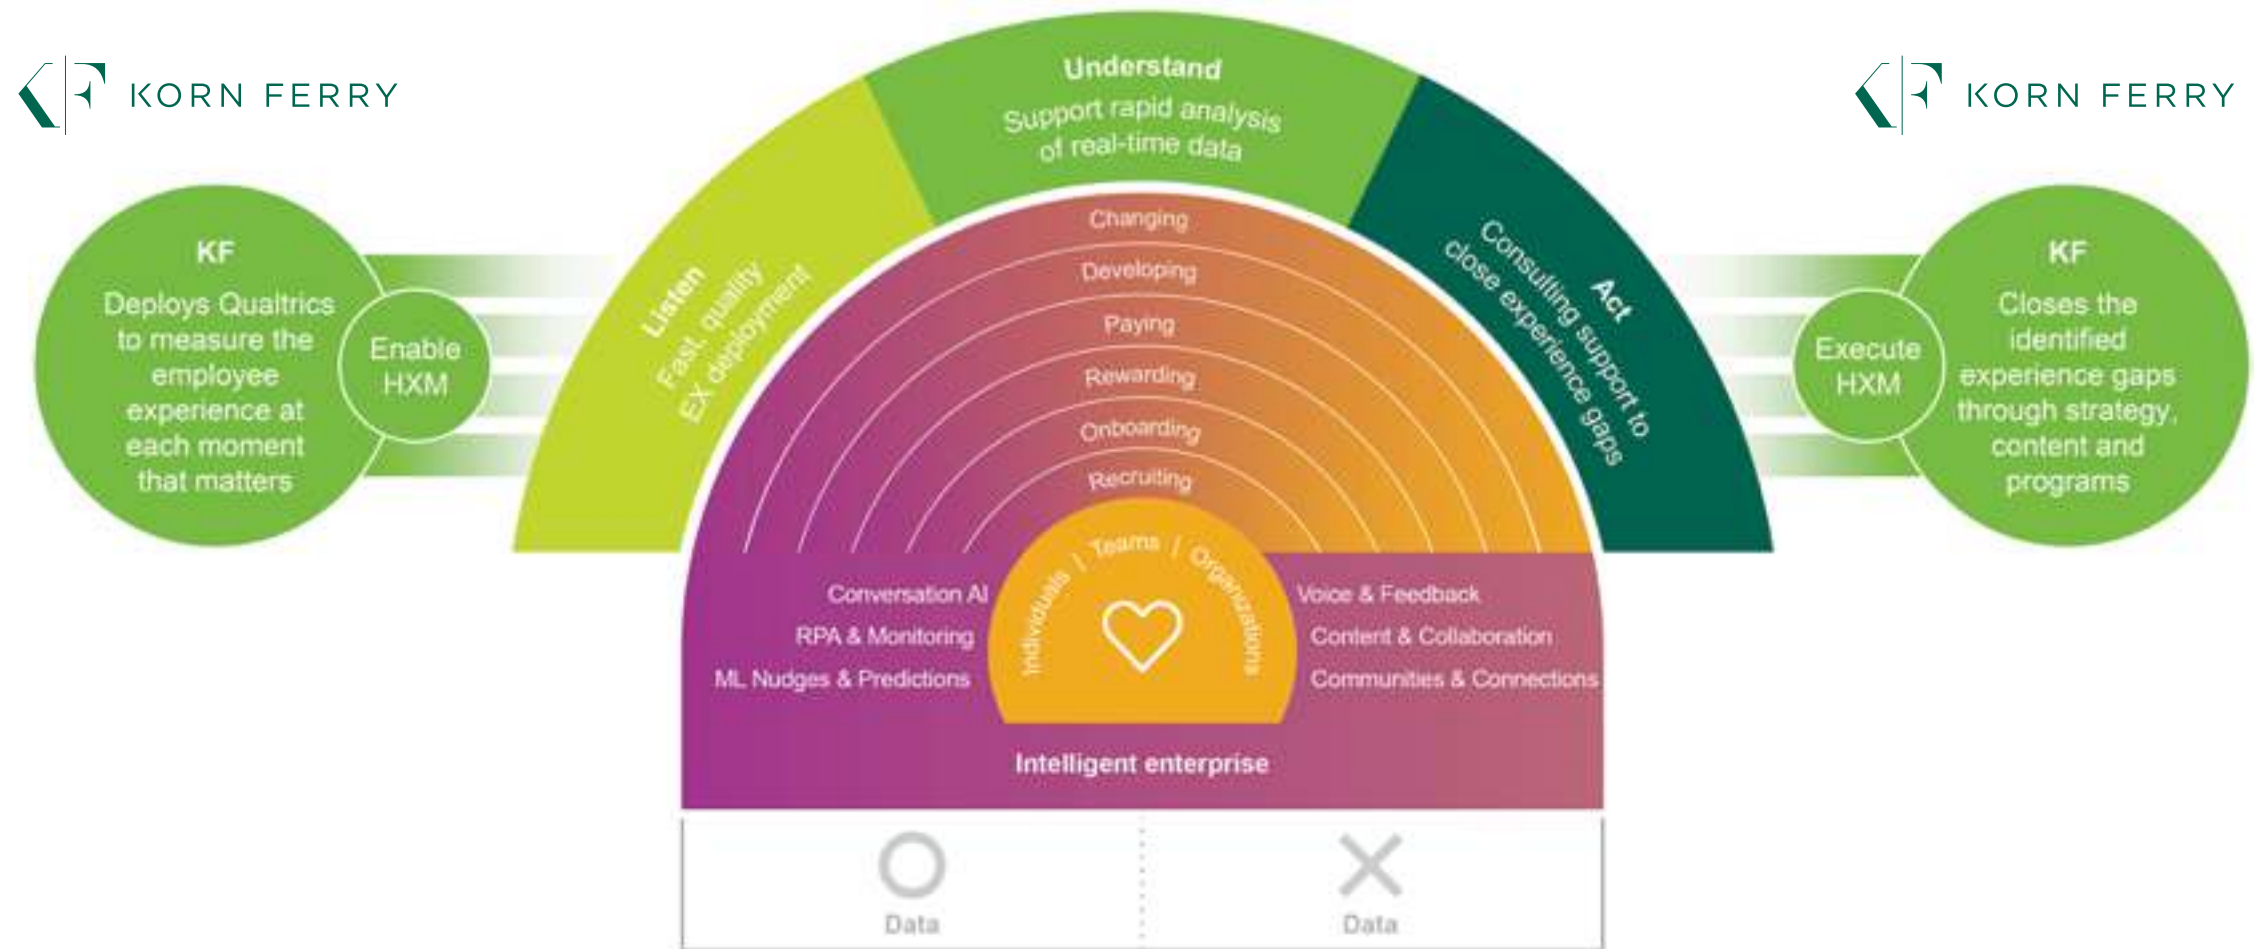 KORN FERRY
KORN FERRY
KF
Deploys Qualtrics
to measure the
employee
experience at
each moment
that matters
Enable
HXM
Listen
Fast, quality
EX deployment
Understand
Support rapid analysis
of real-time data
Act
Consulting support to
close experience gaps
Execute
HXM
KF
Closes the
identified
experience gaps
through strategy,
content and
programs
Changing
Developing
Paying
Rewarding
Onboarding
Recruiting
Individuals | Teams | Organizations
Conversation AI
RPA & Monitoring
ML Nudges & Predictions
Voice & Feedback
Content & Collaboration
Communities & Connections
Intelligent enterprise
O
Data
X
Data